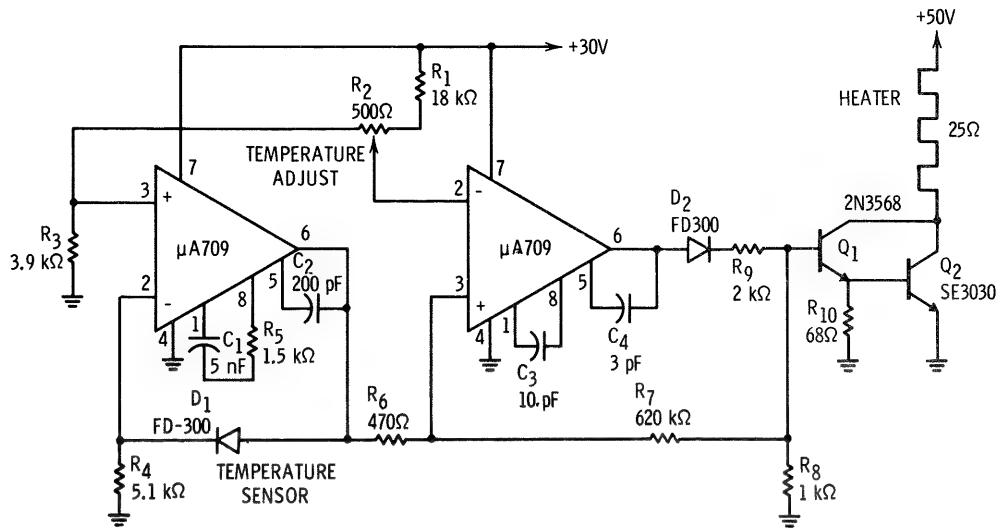 +50V
+30V
R1
18 kΩ
R2
500Ω
HEATER
25Ω
TEMPERATURE
ADJUST
7
3
+
μA709
6
2
-
R3
3.9 kΩ
4
1
8
5
C2
200 pF
C1
5 nF
R5
1.5 kΩ
7
2
-
μA709
6
3
+
4
1
8
5
C3
10.pF
C4
3 pF
D2
FD300
R9
2 kΩ
2N3568
Q1
Q2
SE3030
R10
68Ω
D1
FD-300
TEMPERATURE
SENSOR
R6
470Ω
R7
620 kΩ
R4
5.1 kΩ
R8
1 kΩ